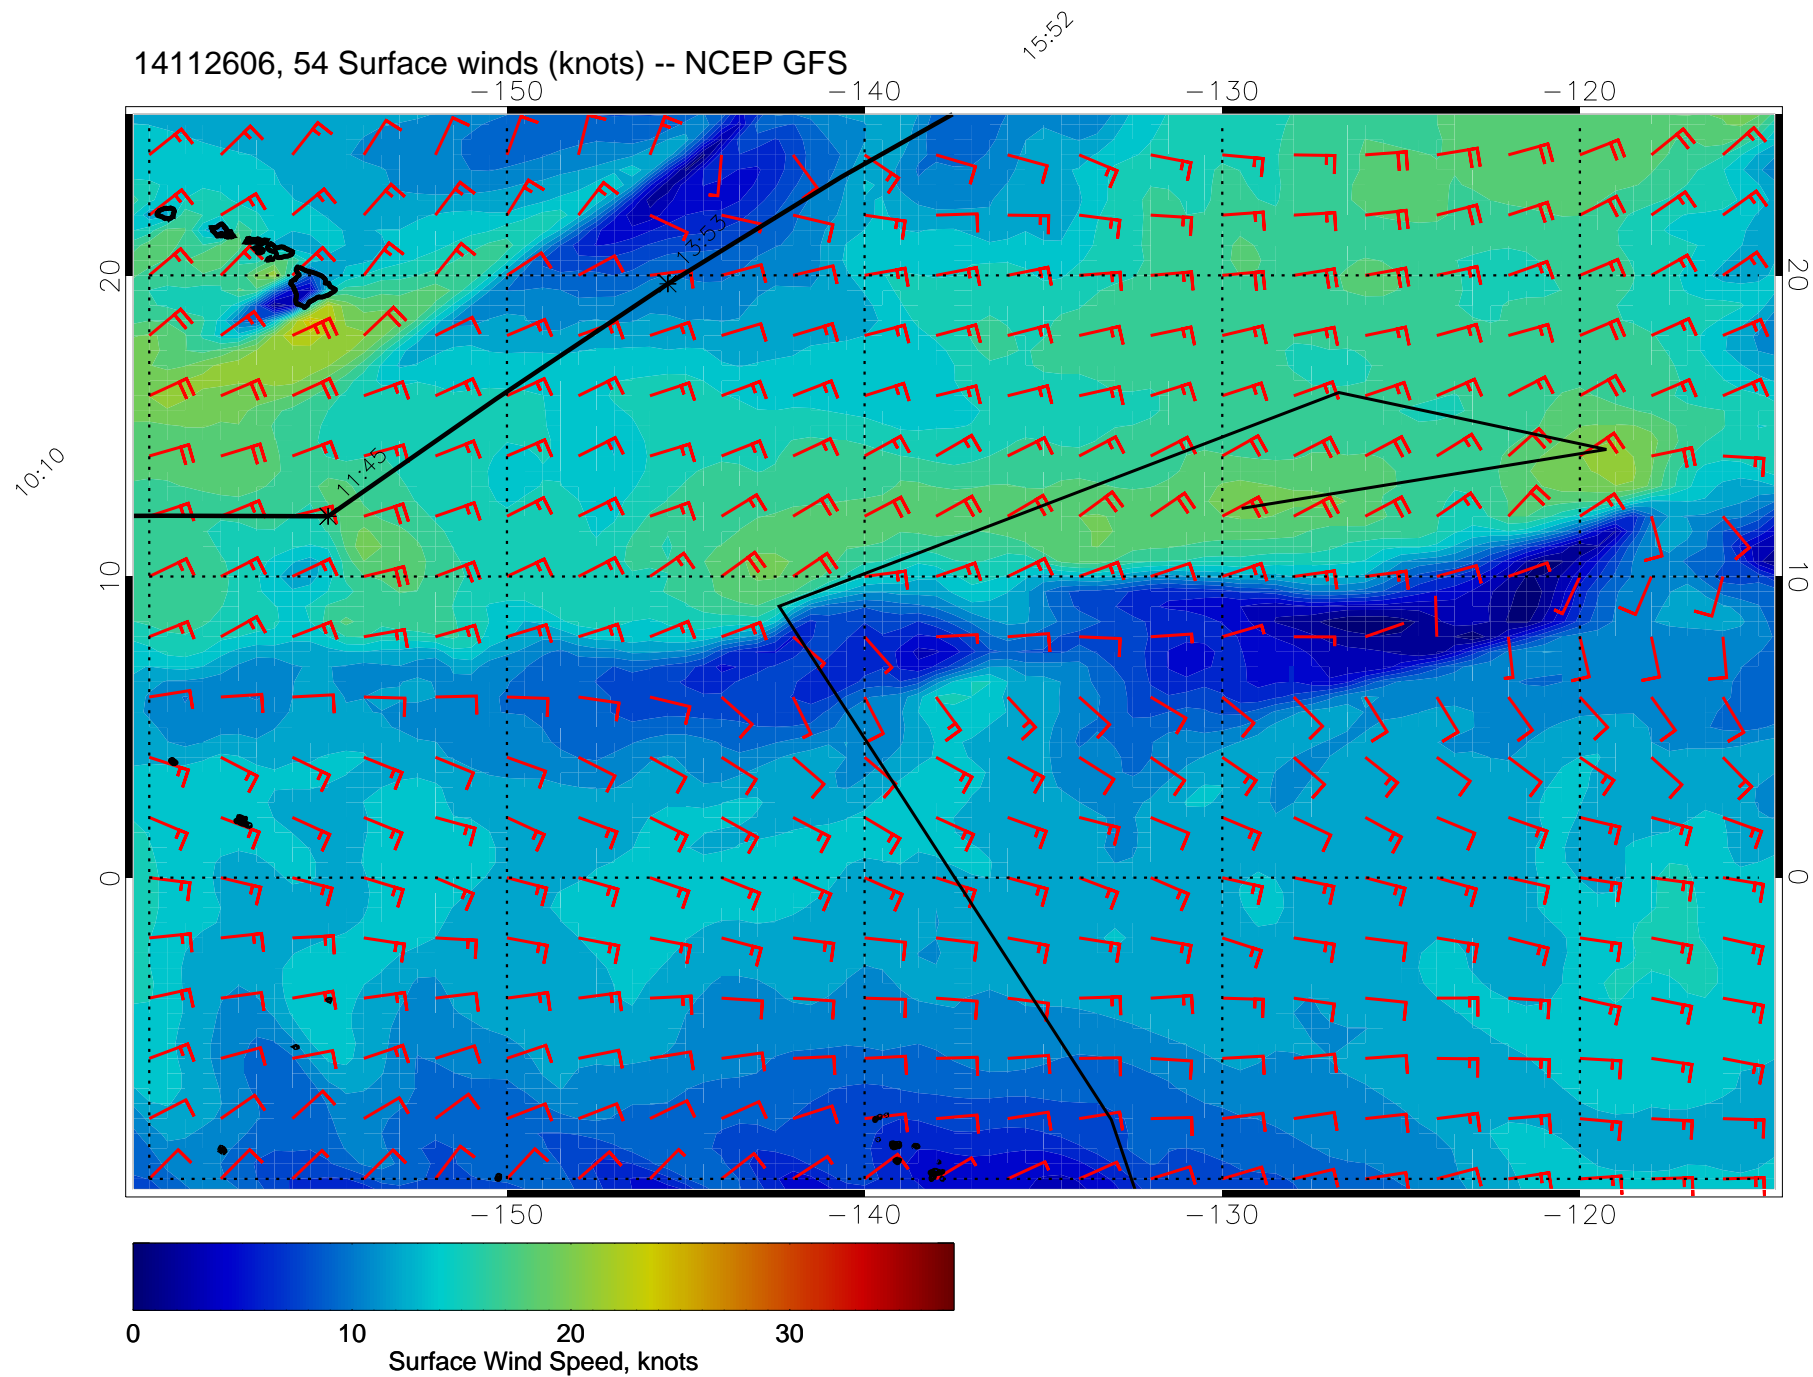 15:52
14112606, 54 Surface winds (knots) -- NCEP GFS
−150 −140 −130 −120
13:53
20 20
11:45
10:10
10 10
0 0
−150 −140 −130 −120
0 10 20 30
Surface Wind Speed, knots